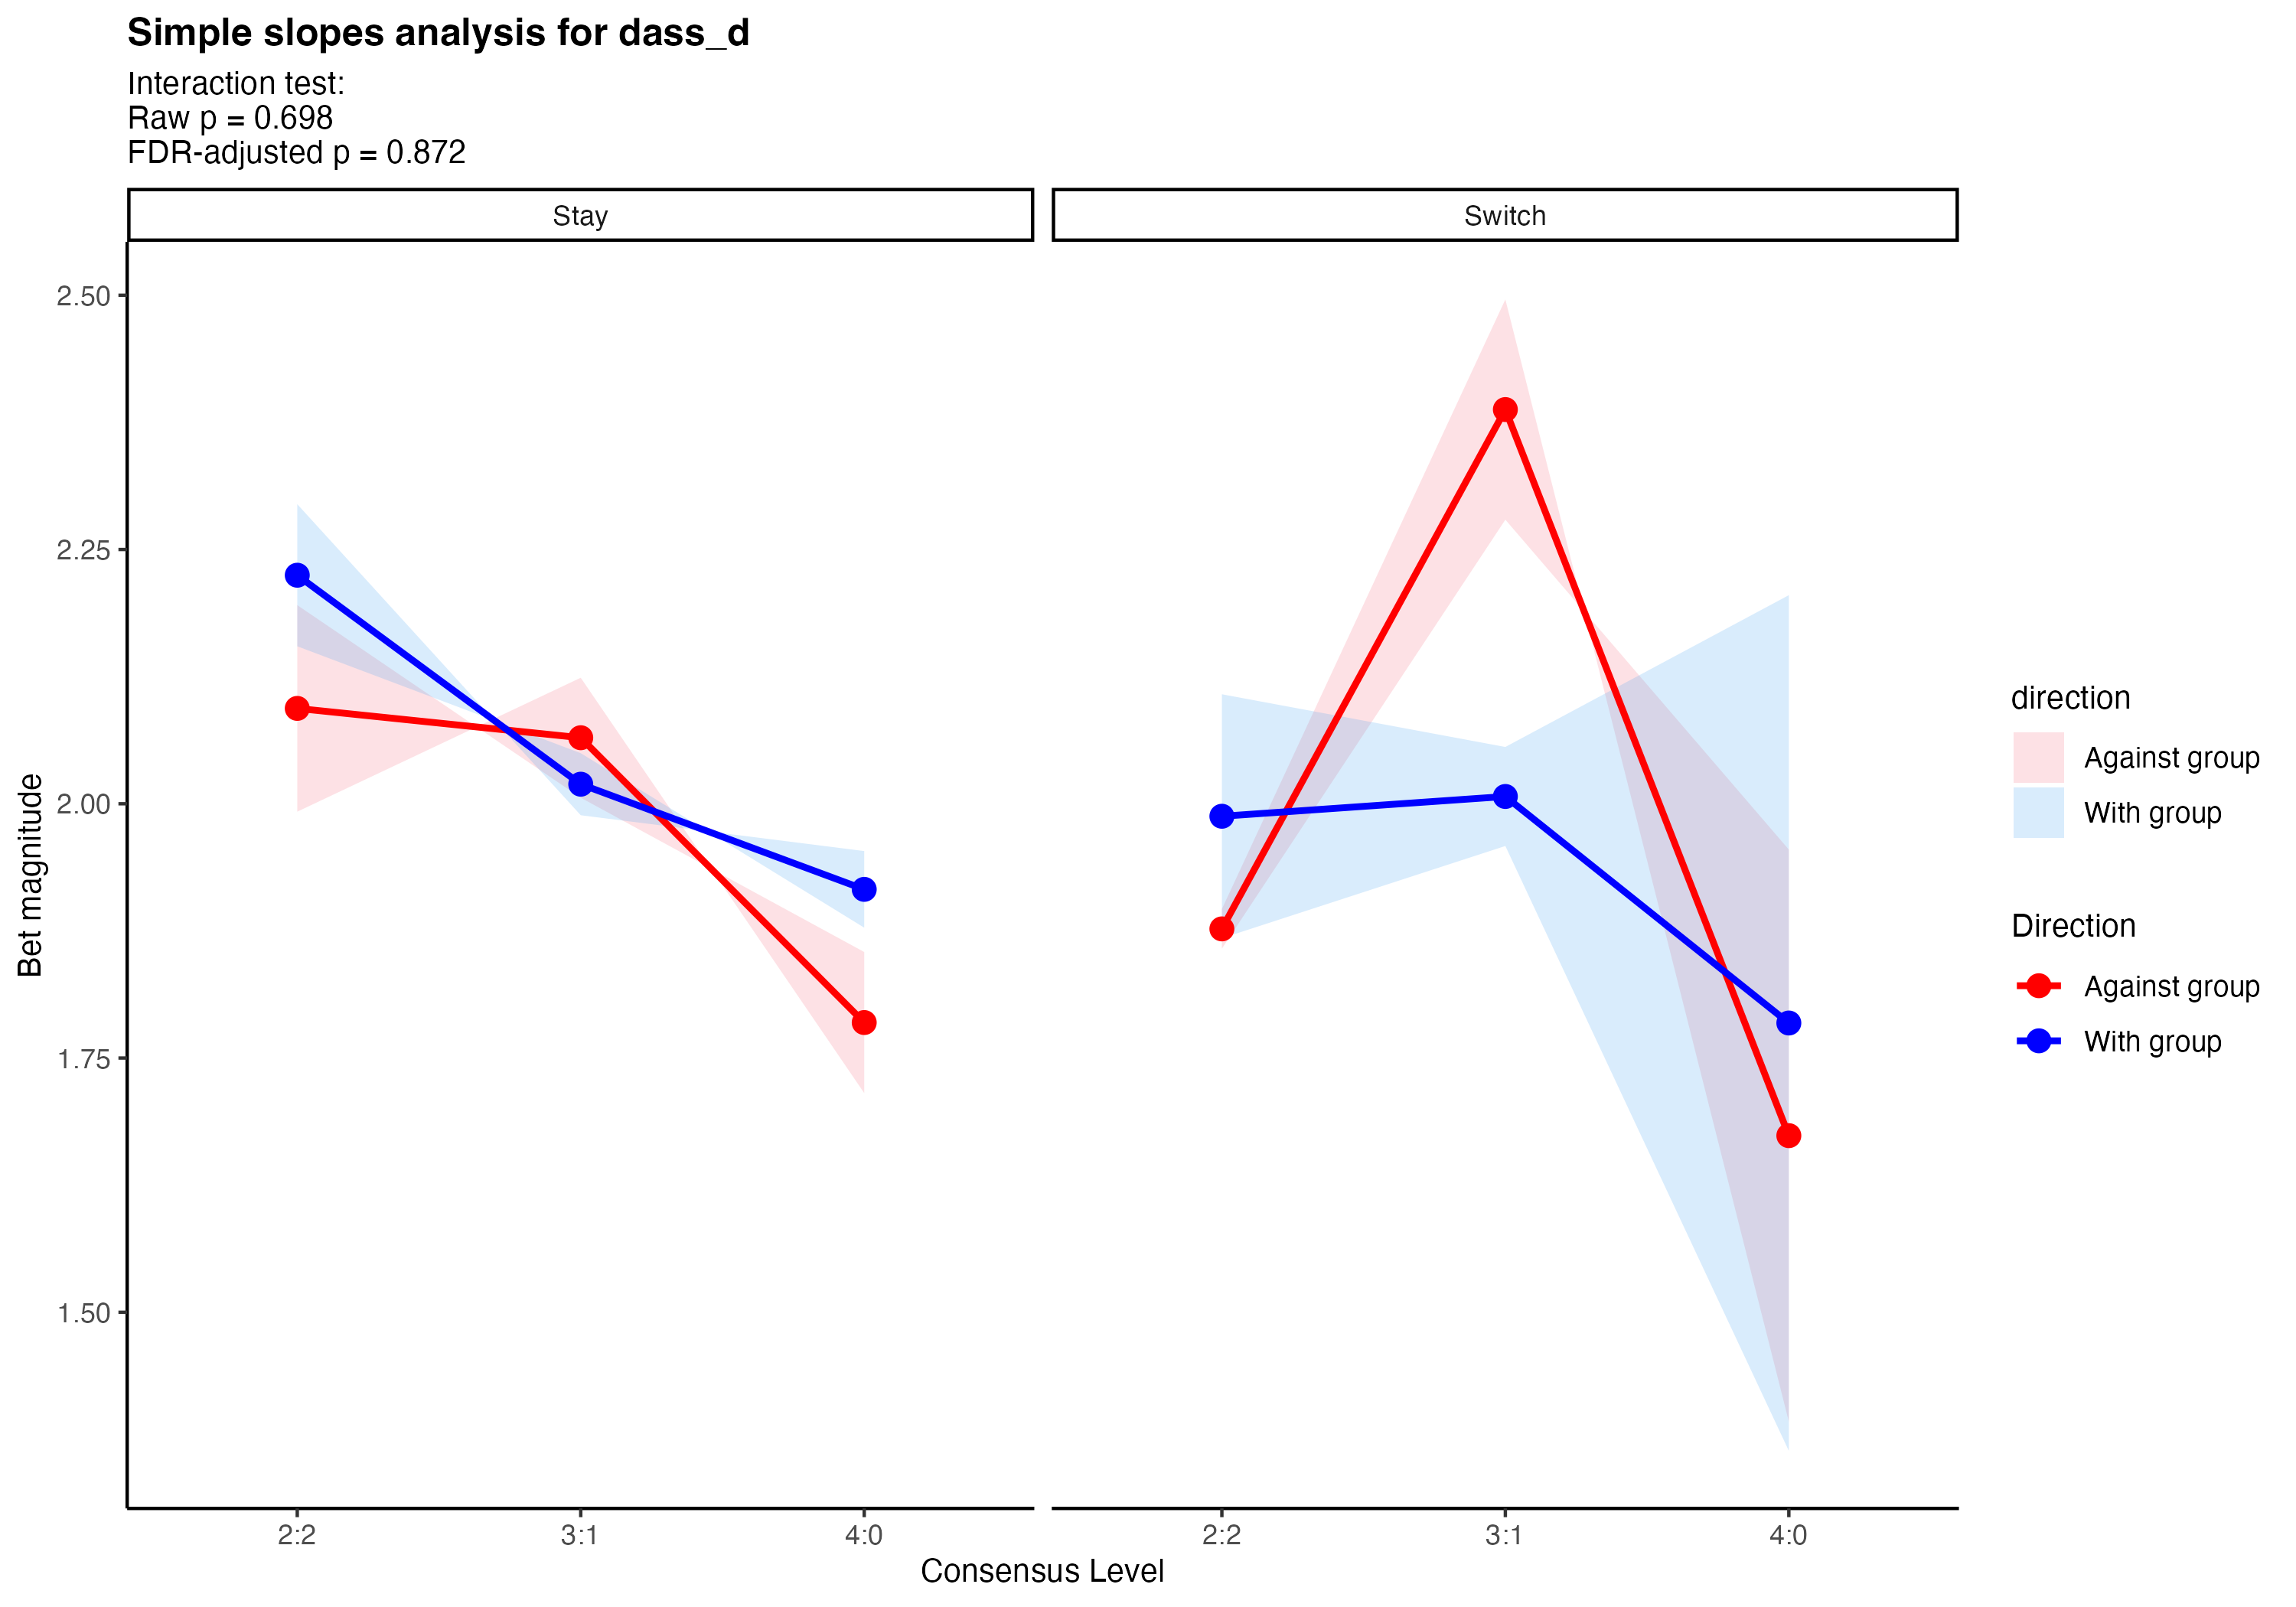 Simple slopes analysis for dass_d
Interaction test:
Raw p = 0.698
FDR-adjusted p = 0.872
Stay
Switch
2.50
2.25
2.00
1.75
1.50
Bet magnitude
2:2
3:1
4:0
2:2
3:1
4:0
Consensus Level
direction
Against group
With group
Direction
Against group
With group